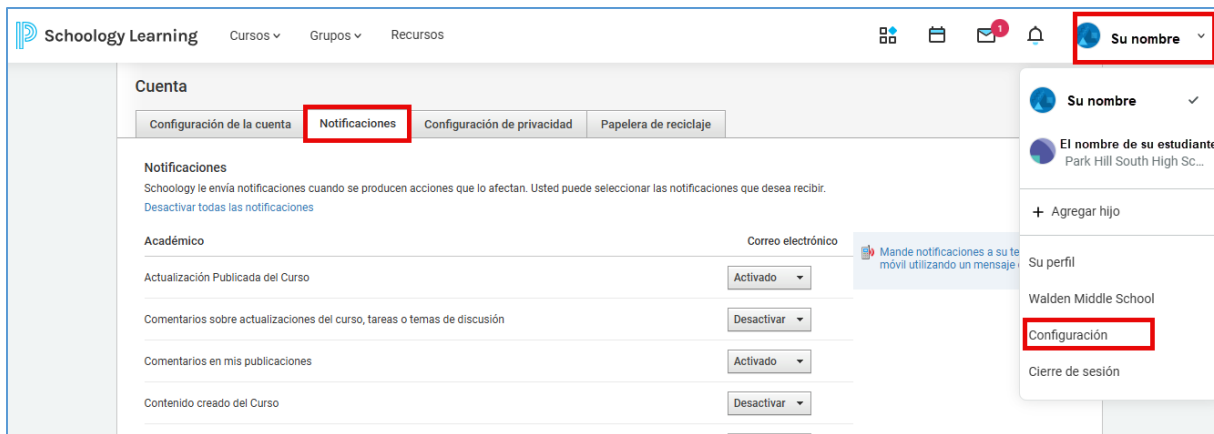 Schoology Learning Cursos Grupos Recursos 1 Su nombre
Cuenta
Su nombre
Configuración de la cuenta Notificaciones Configuración de privacidad Papelera de reciclaje
El nombre de su estudiante
Park Hill South High Sc...
Notificaciones
Schoology le envía notificaciones cuando se producen acciones que lo afectan. Usted puede seleccionar las notificaciones que desea recibir.
Desactivar todas las notificaciones
+ Agregar hijo
Académico Correo electrónico
Mande notificaciones a su te
móvil utilizando un mensaje
Su perfil
Actualización Publicada del Curso Activado
Walden Middle School
Comentarios sobre actualizaciones del curso, tareas o temas de discusión Desactivar
Configuración
Comentarios en mis publicaciones Activado
Cierre de sesión
Contenido creado del Curso Desactivar